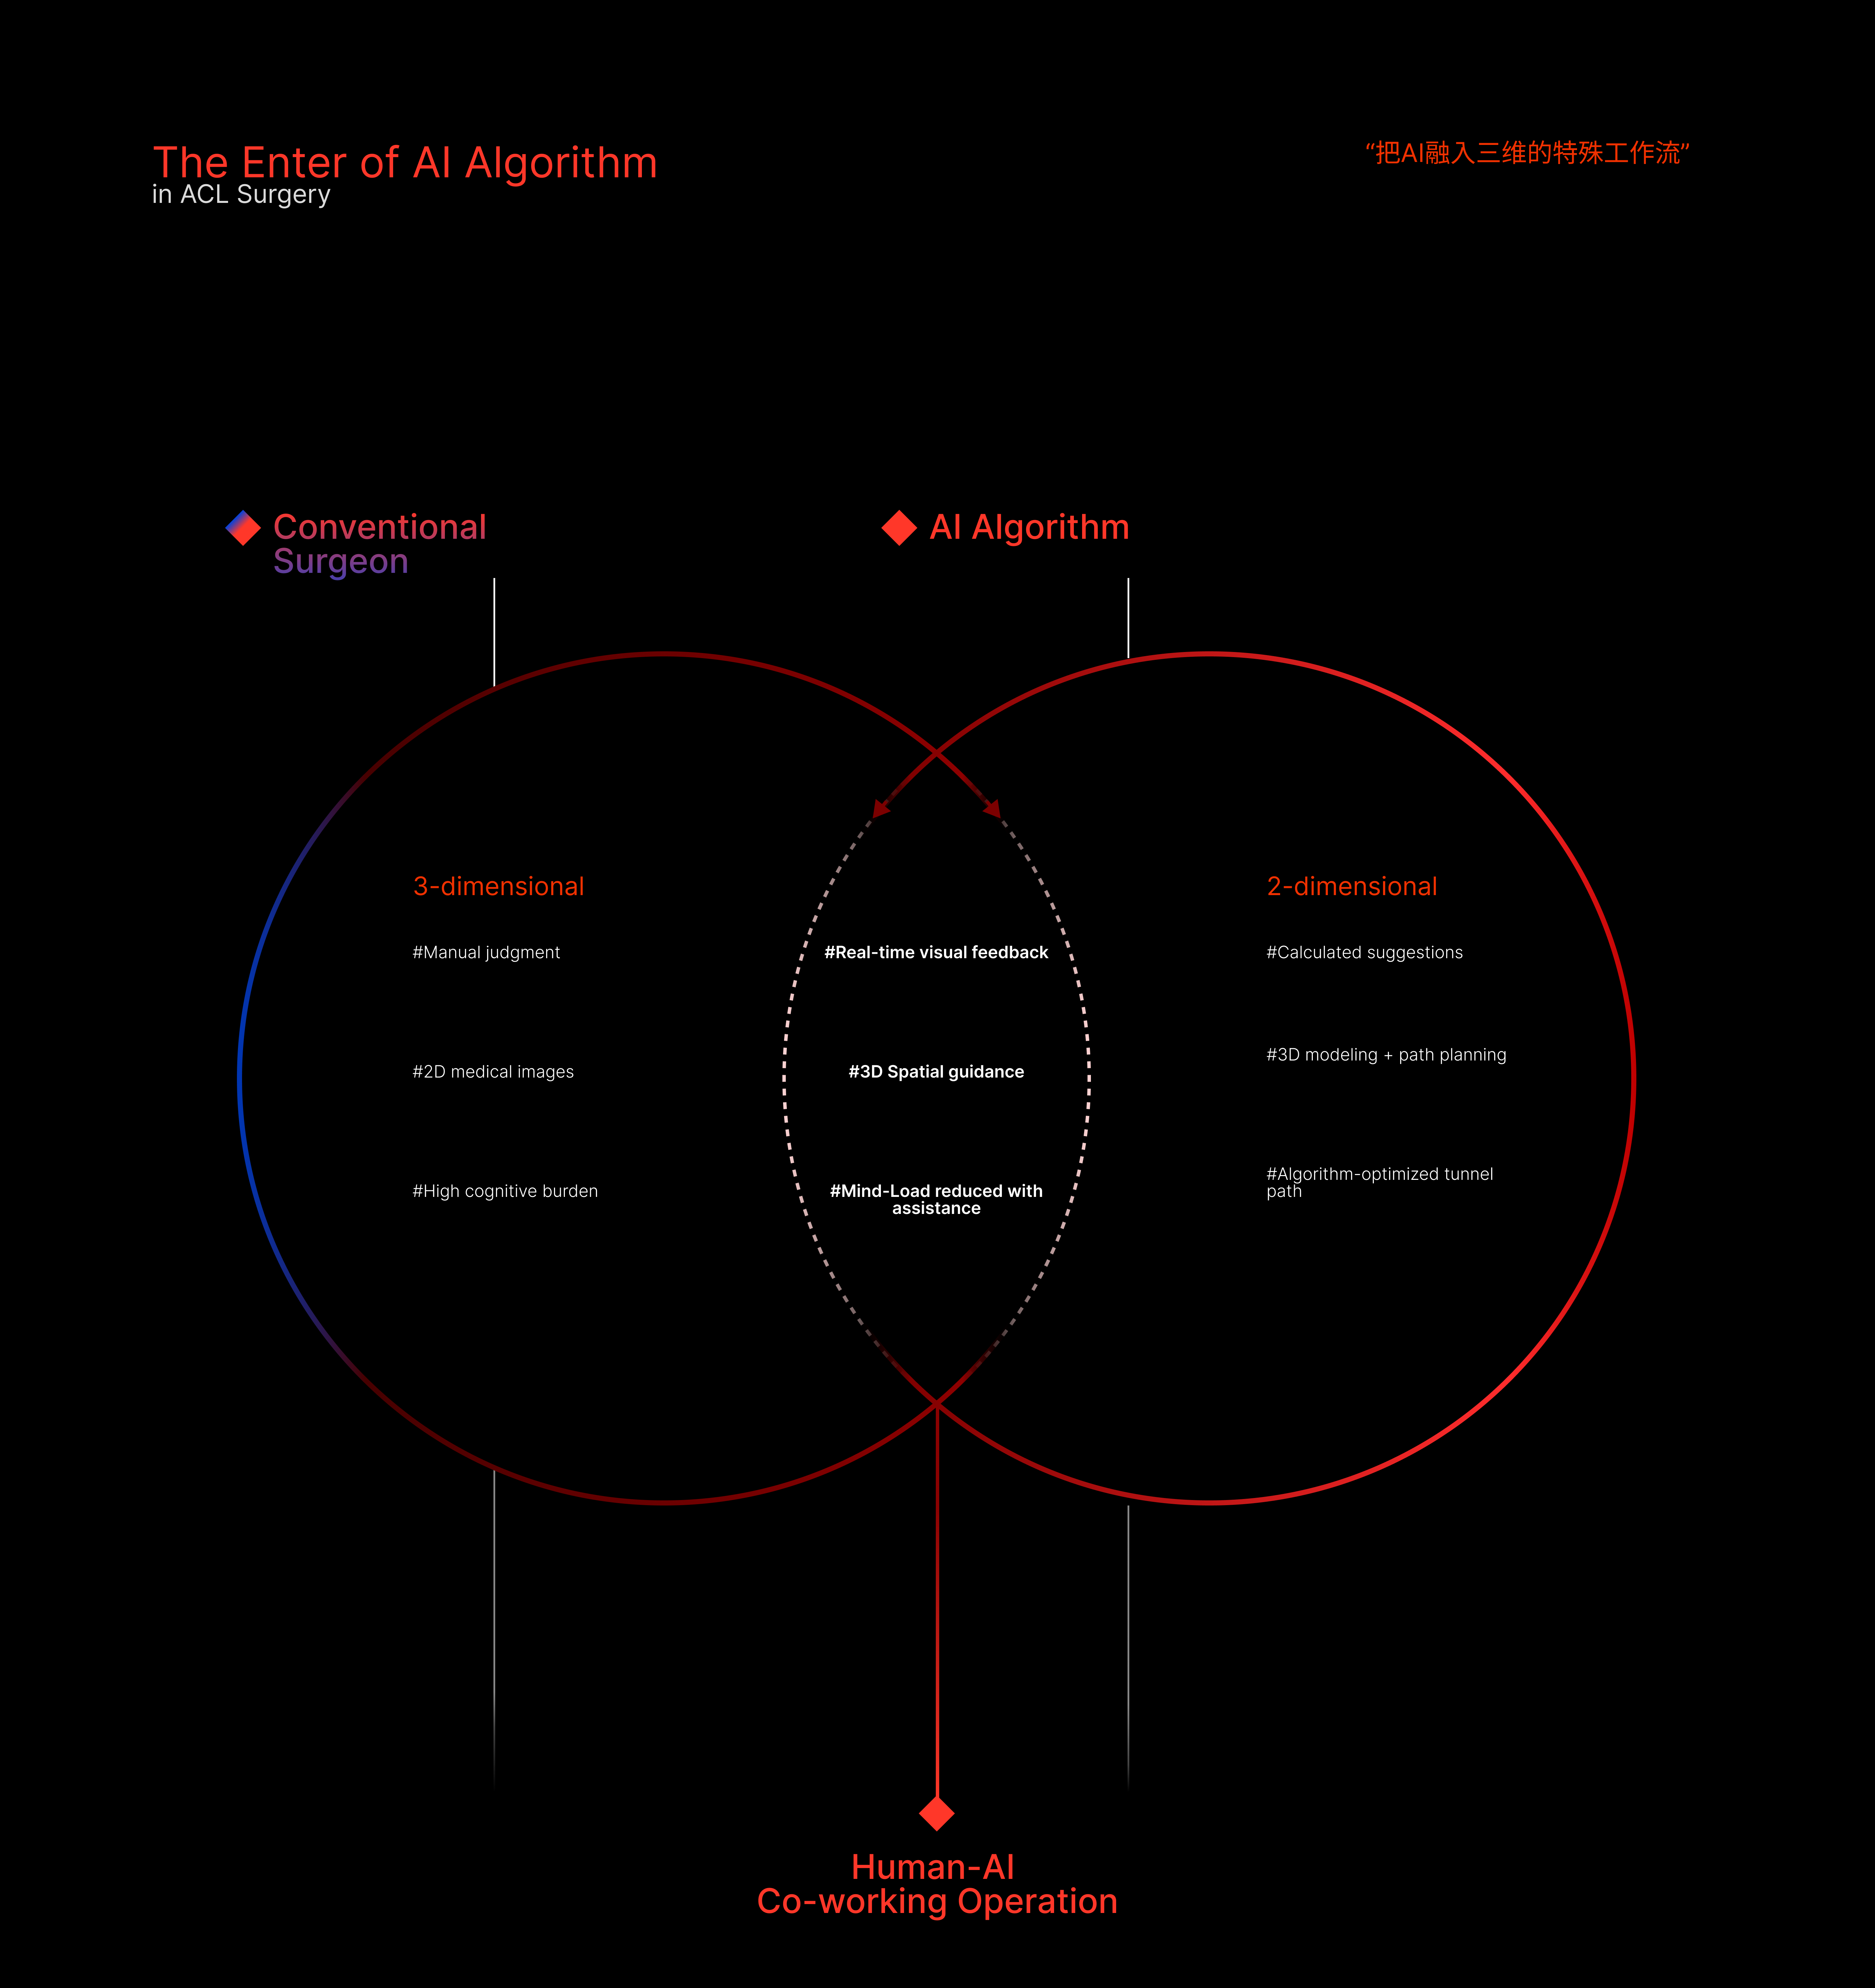 The Enter of AI Algorithm
in ACL Surgery
“把AI融入三维的特殊工作流”
Conventional
Surgeon
AI Algorithm
3-dimensional
#Manual judgment
#2D medical images
#High cognitive burden
#Real-time visual feedback
#3D Spatial guidance
#Mind-Load reduced with
assistance
2-dimensional
#Calculated suggestions
#3D modeling + path planning
#Algorithm-optimized tunnel
path
Human-AI
Co-working Operation